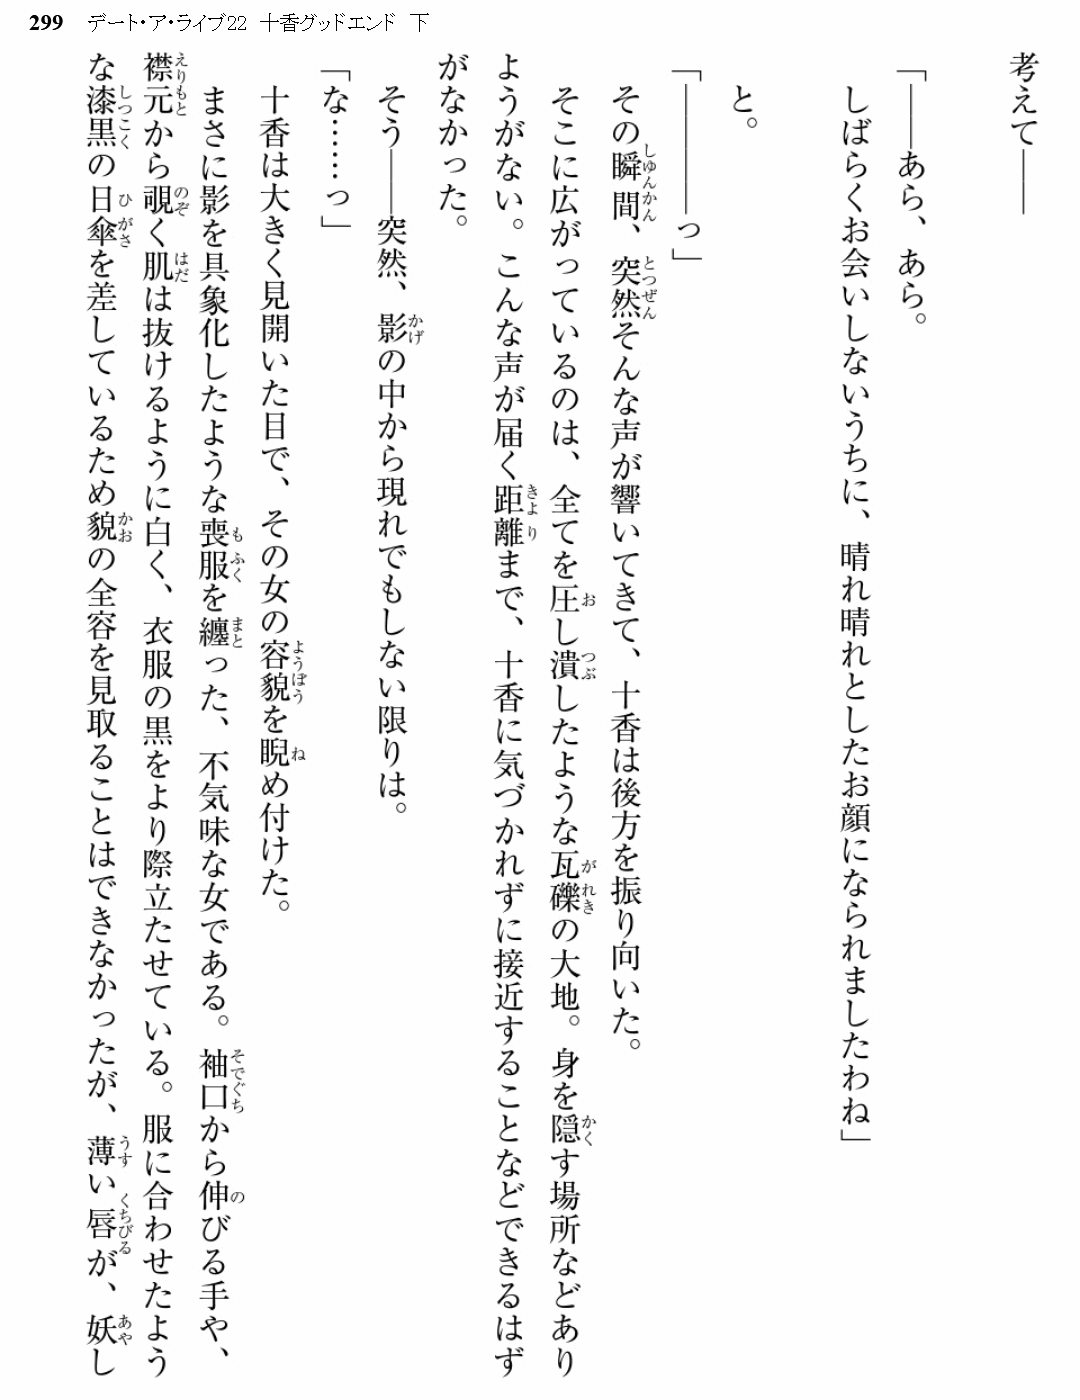 299 デート・ア・ライブ22 十香グッドエンド 下
考えて――
「――あら、あら。
しばらくお会いしないうちに、晴れ晴れとしたお顔になられましたわね」
と。
「――――っ」
その瞬間、突然そんな声が響いてきて、十香は後方を振り向いた。
そこに広がっているのは、全てを圧し潰したような瓦礫の大地。身を隠す場所などあり
ようがない。こんな声が届く距離まで、十香に気づかれずに接近することなどできるはず
がなかった。
そう――突然、影の中から現れでもしない限りは。
「な……っ」
十香は大きく見開いた目で、その女の容貌を睨め付けた。
まさに影を具象化したような喪服を纏った、不気味な女である。袖口から伸びる手や、
襟元から覗く肌は抜けるように白く、衣服の黒をより際立たせている。服に合わせたよう
な漆黒の日傘を差しているため貌の全容を見取ることはできなかったが、薄い唇が、妖し